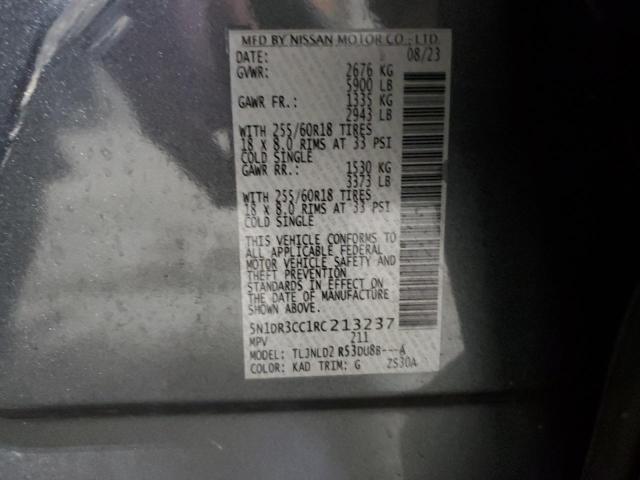 MFD BY NISSAN MOTOR CO., LTD.
DATE: 08/23
GVWR: 2676 KG
5900 LB
GAWR FR.: 1335 KG
2943 LB
WITH 255/60R18 TIRES
18 X 8.0 RIMS AT 33 PSI
COLD SINGLE
GAWR RR.: 1530 KG
3373 LB
WITH 255/60R18 TIRES
18 X 8.0 RIMS AT 33 PSI
COLD SINGLE
THIS VEHICLE CONFORMS TO
ALL APPLICABLE FEDERAL
MOTOR VEHICLE SAFETY AND
THEFT PREVENTION
STANDARDS IN EFFECT ON
THE DATE OF MANUFACTURE
SHOWN ABOVE.
5N1DR3CC1RC213237
MPV 211
MODEL: TLJNLD2 R53DU8B---A
COLOR: KAD TRIM: G ZS30A